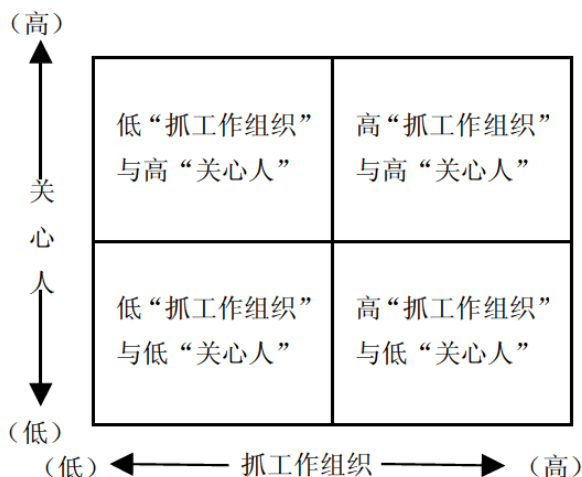 （高）
低“抓工作组织”
与高“关心人”
高“抓工作组织”
与高“关心人”
关
心
人
低“抓工作组织”
与低“关心人”
高“抓工作组织”
与低“关心人”
（低）
（低）
抓工作组织
（高）